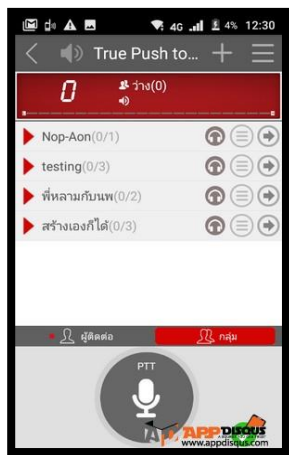 4G 4% 12:30
True Push to...
0 ว่าง(0)
Nop-Aon(0/1)
testing(0/3)
พี่หลามกับนพ(0/2)
สร้างเองก็ได้(0/3)
ผู้ติดต่อ กลุ่ม
PTT
APPDISQUS
www.appdisqus.com